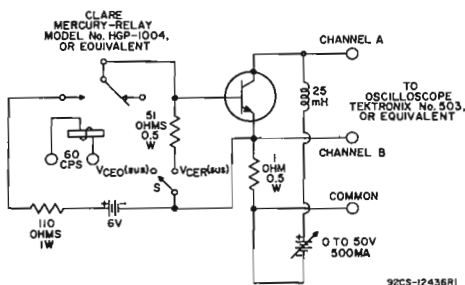 CLARE
MERCURY-RELAY
MODEL No. HGP-1004,
OR EQUIVALENT
CHANNEL A
25
mH
TO
OSCILLOSCOPE
TEKTRONIX No. 503,
OR EQUIVALENT
51
OHMS
0.5
W
60
CPS
VCEO(SUS)
VCER(SUS)
S
CHANNEL B
1
OHM
0.5
W
COMMON
110
OHMS
1W
+
6V
+
0 TO 50V
500MA
92CS-12436R1